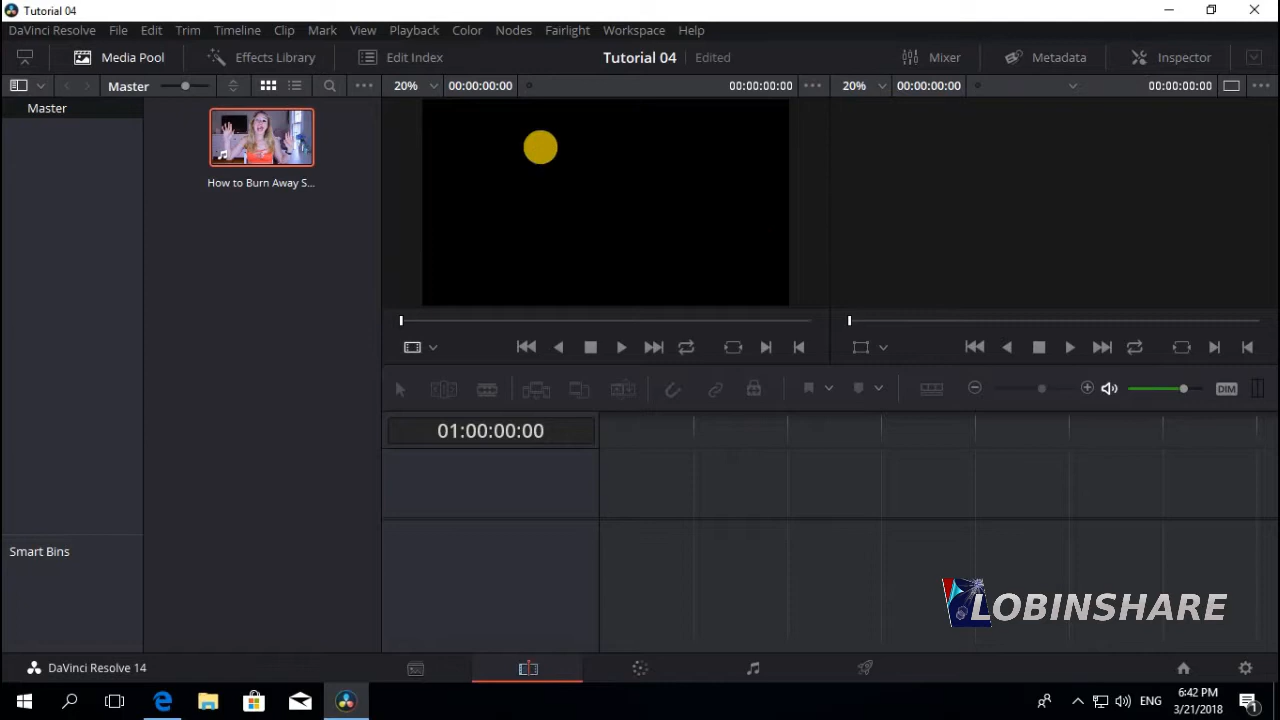 Tutorial 04
DaVinci Resolve File Edit Trim Timeline Clip Mark View Playback Color Nodes Fairlight Workspace Help
Media Pool Effects Library Edit Index Tutorial 04 Edited Mixer Metadata Inspector
Master 20% 00:00:00:00 00:00:00:00 20% 00:00:00:00 00:00:00:00
Master
How to Burn Away S...
DIM
01:00:00:00
Smart Bins
LOBINSHARE
DaVinci Resolve 14
ENG
6:42 PM
3/21/2018
1